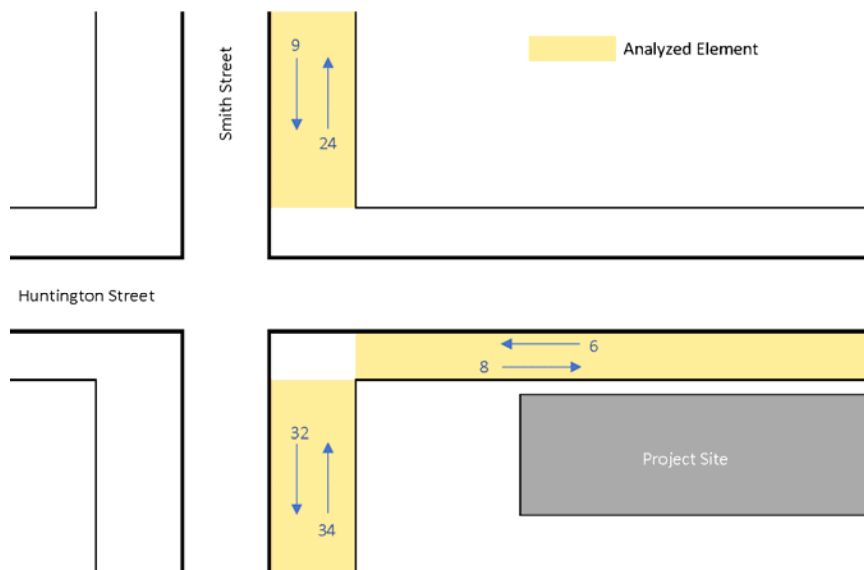 9
Smith Street
Analyzed Element
24
Huntington Street
6
8
32
Project Site
34